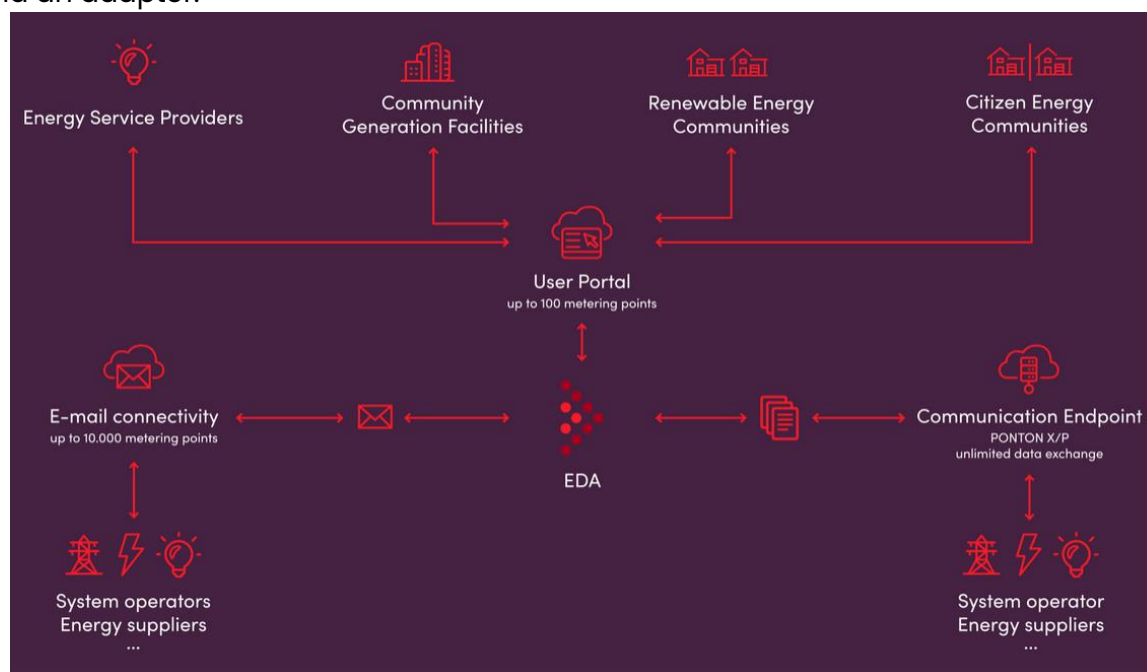 an adapter.
Energy Service Providers
Community
Generation Facilities
Renewable Energy
Communities
Citizen Energy
Communities
User Portal
up to 100 metering points
E-mail connectivity
up to 10.000 metering points
EDA
Communication Endpoint
PONTON X/P
unlimited data exchange
System operators
Energy suppliers
...
System operator
Energy suppliers
...